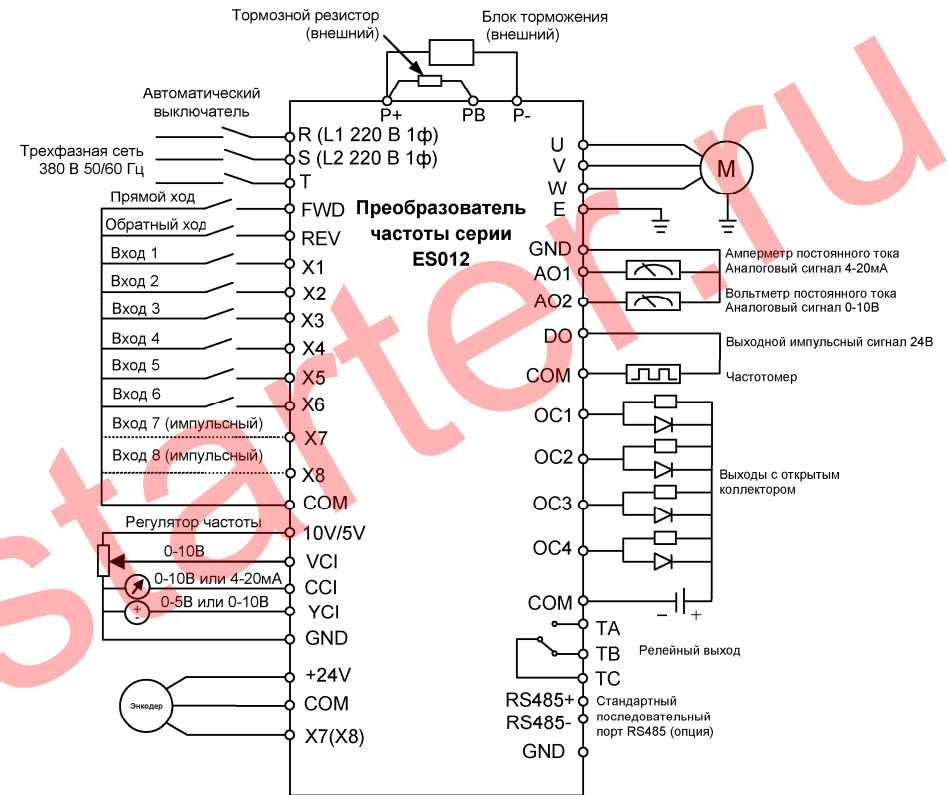 Тормозной резистор
(внешний)
Блок торможения
(внешний)
P+
PB
P-
Автоматический
выключатель
Трехфазная сеть
380 В 50/60 Гц
R (L1 220 В 1ф)
S (L2 220 В 1ф)
T
Прямой ход
FWD
Обратный ход
REV
Вход 1
X1
Вход 2
X2
Вход 3
X3
Вход 4
X4
Вход 5
X5
Вход 6
X6
Вход 7 (импульсный)
X7
Вход 8 (импульсный)
X8
COM
Регулятор частоты
10V/5V
0-10В
VCI
0-10В или 4-20мА
CCI
0-5В или 0-10В
+
-
YCI
GND
+24V
Энкодер
COM
X7(X8)
Преобразователь
частоты серии
ES012
U
V
W
M
E
GND
AO1
Амперметр постоянного тока
Аналоговый сигнал 4-20мА
AO2
Вольтметр постоянного тока
Аналоговый сигнал 0-10В
DO
Выходной импульсный сигнал 24В
COM
Частотомер
OC1
OC2
OC3
OC4
Выходы с открытым
коллектором
COM
− +
TA
TB
TC
Релейный выход
RS485+
RS485-
Стандартный
последовательный
порт RS485 (опция)
GND
starter.ru